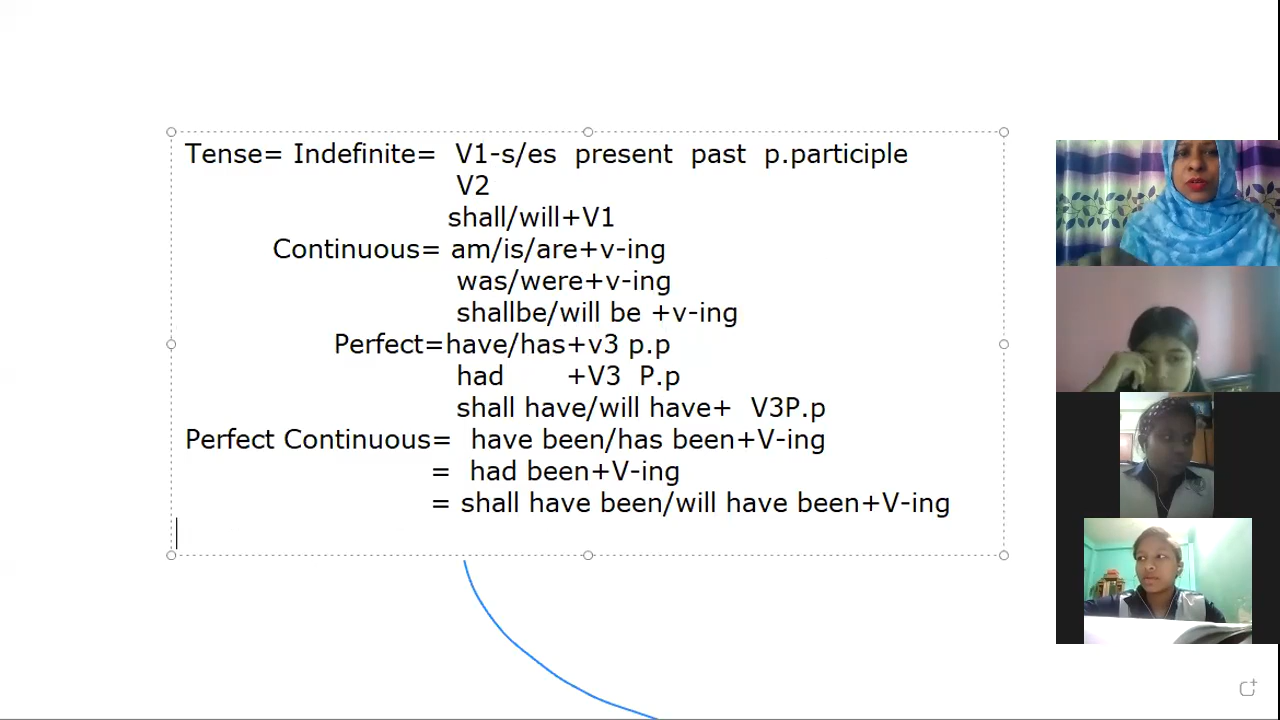 Tense= Indefinite= V1-s/es present past p.participle
V2
shall/will+V1
Continuous= am/is/are+v-ing
was/were+v-ing
shallbe/will be +v-ing
Perfect=have/has+v3 p.p
had +V3 P.p
shall have/will have+ V3P.p
Perfect Continuous= have been/has been+V-ing
= had been+V-ing
= shall have been/will have been+V-ing